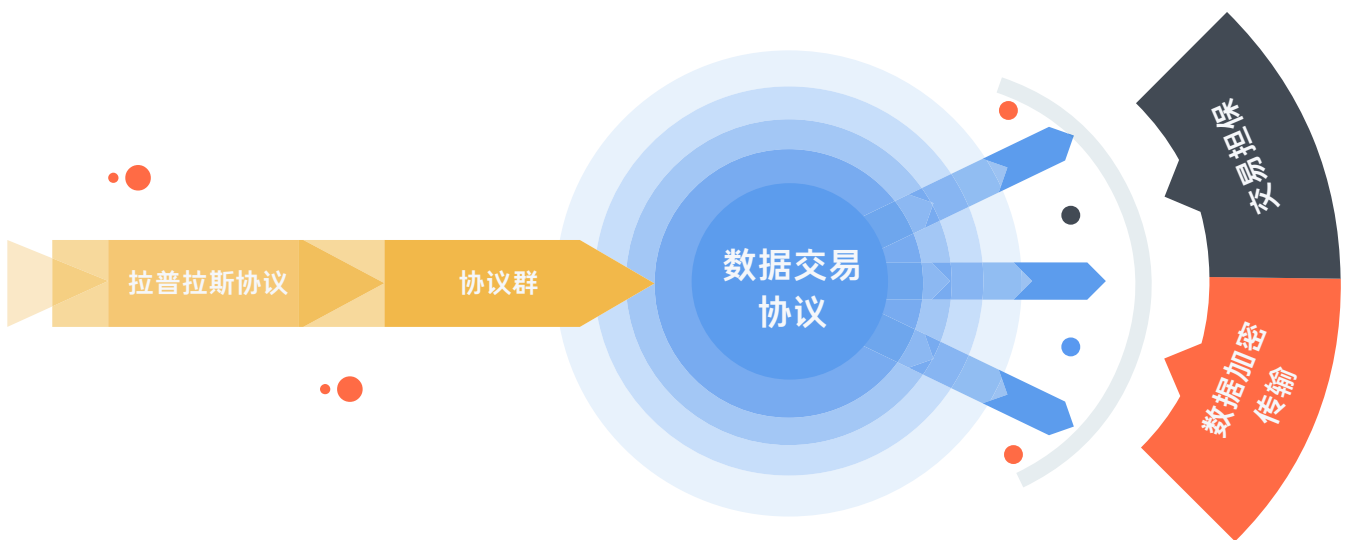 拉普拉斯协议
协议群
数据交易
协议
交易担保
数据加密
传输